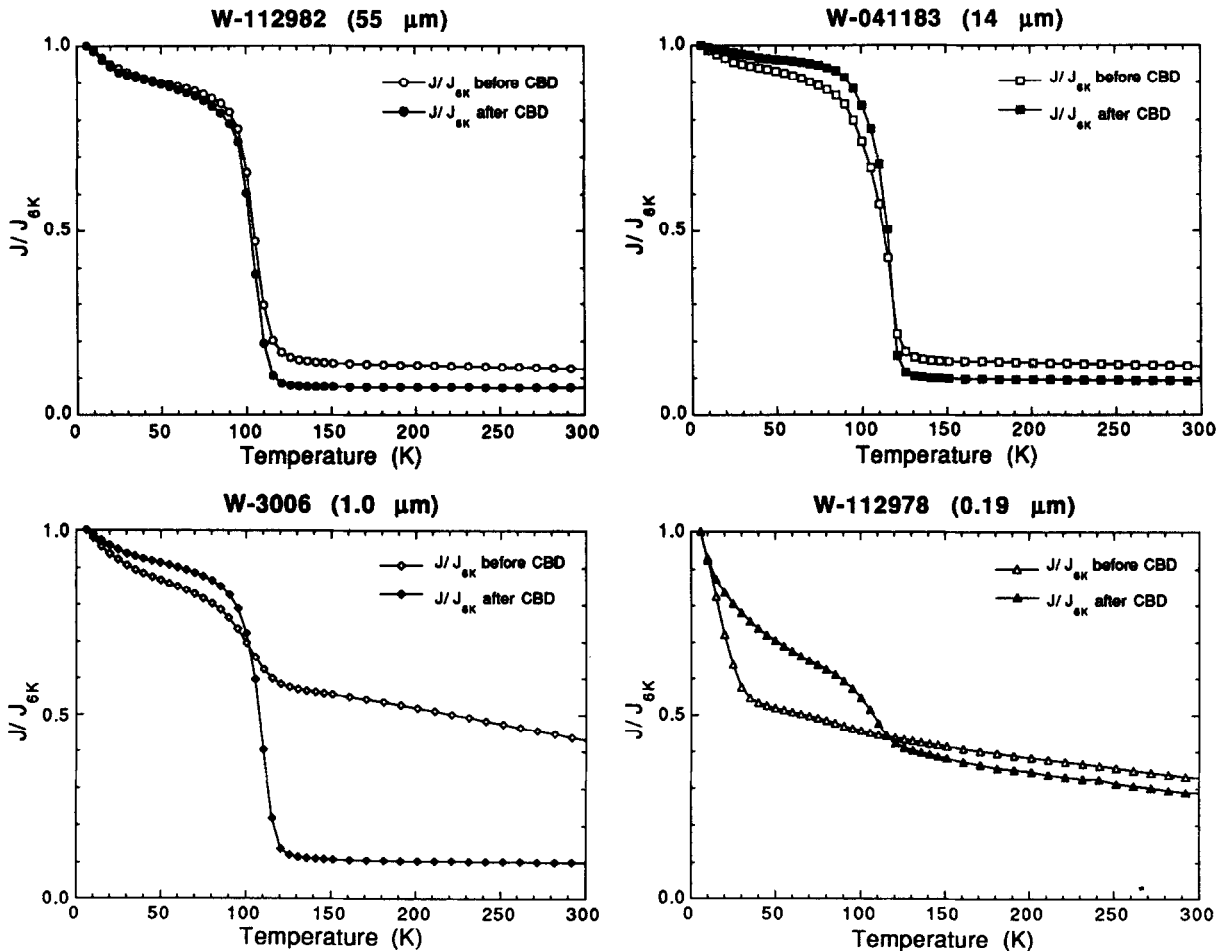 W-112982 (55 µm)
1.0
0.5
0.0
J/J6K
J/J6K before CBD
J/J6K after CBD
0 50 100 150 200 250 300
Temperature (K)
W-041183 (14 µm)
1.0
0.5
0.0
J/J6K
J/J6K before CBD
J/J6K after CBD
0 50 100 150 200 250 300
Temperature (K)
W-3006 (1.0 µm)
1.0
0.5
0.0
J/J6K
J/J6K before CBD
J/J6K after CBD
0 50 100 150 200 250 300
Temperature (K)
W-112978 (0.19 µm)
1.0
0.5
0.0
J/J6K
J/J6K before CBD
J/J6K after CBD
0 50 100 150 200 250 300
Temperature (K)